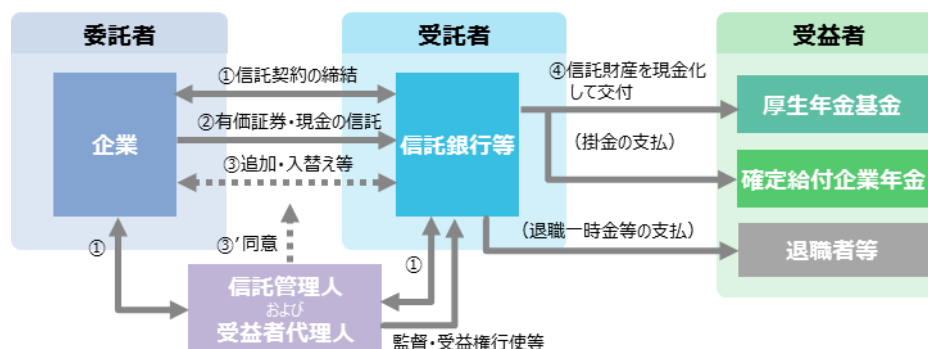 委託者
受託者
受益者
①信託契約の締結
②有価証券・現金の信託
③追加・入替え等
企業
信託銀行等
④信託財産を現金化
して交付
(掛金の支払)
(退職一時金等の支払)
厚生年金基金
確定給付企業年金
退職者等
①
③’同意
①
信託管理人
および
受益者代理人
監督・受益権行使等